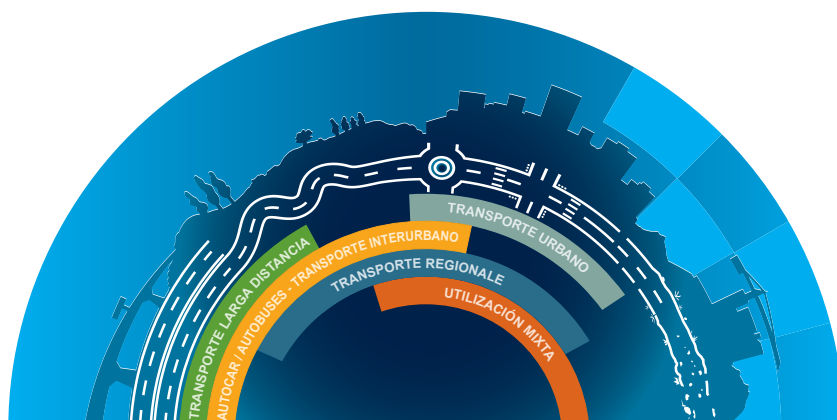 TRANSPORTE LARGA DISTANCIA
AUTOCAR / AUTOBUSES - TRANSPORTE INTERURBANO
TRANSPORTE REGIONALE
TRANSPORTE URBANO
UTILIZACIÓN MIXTA